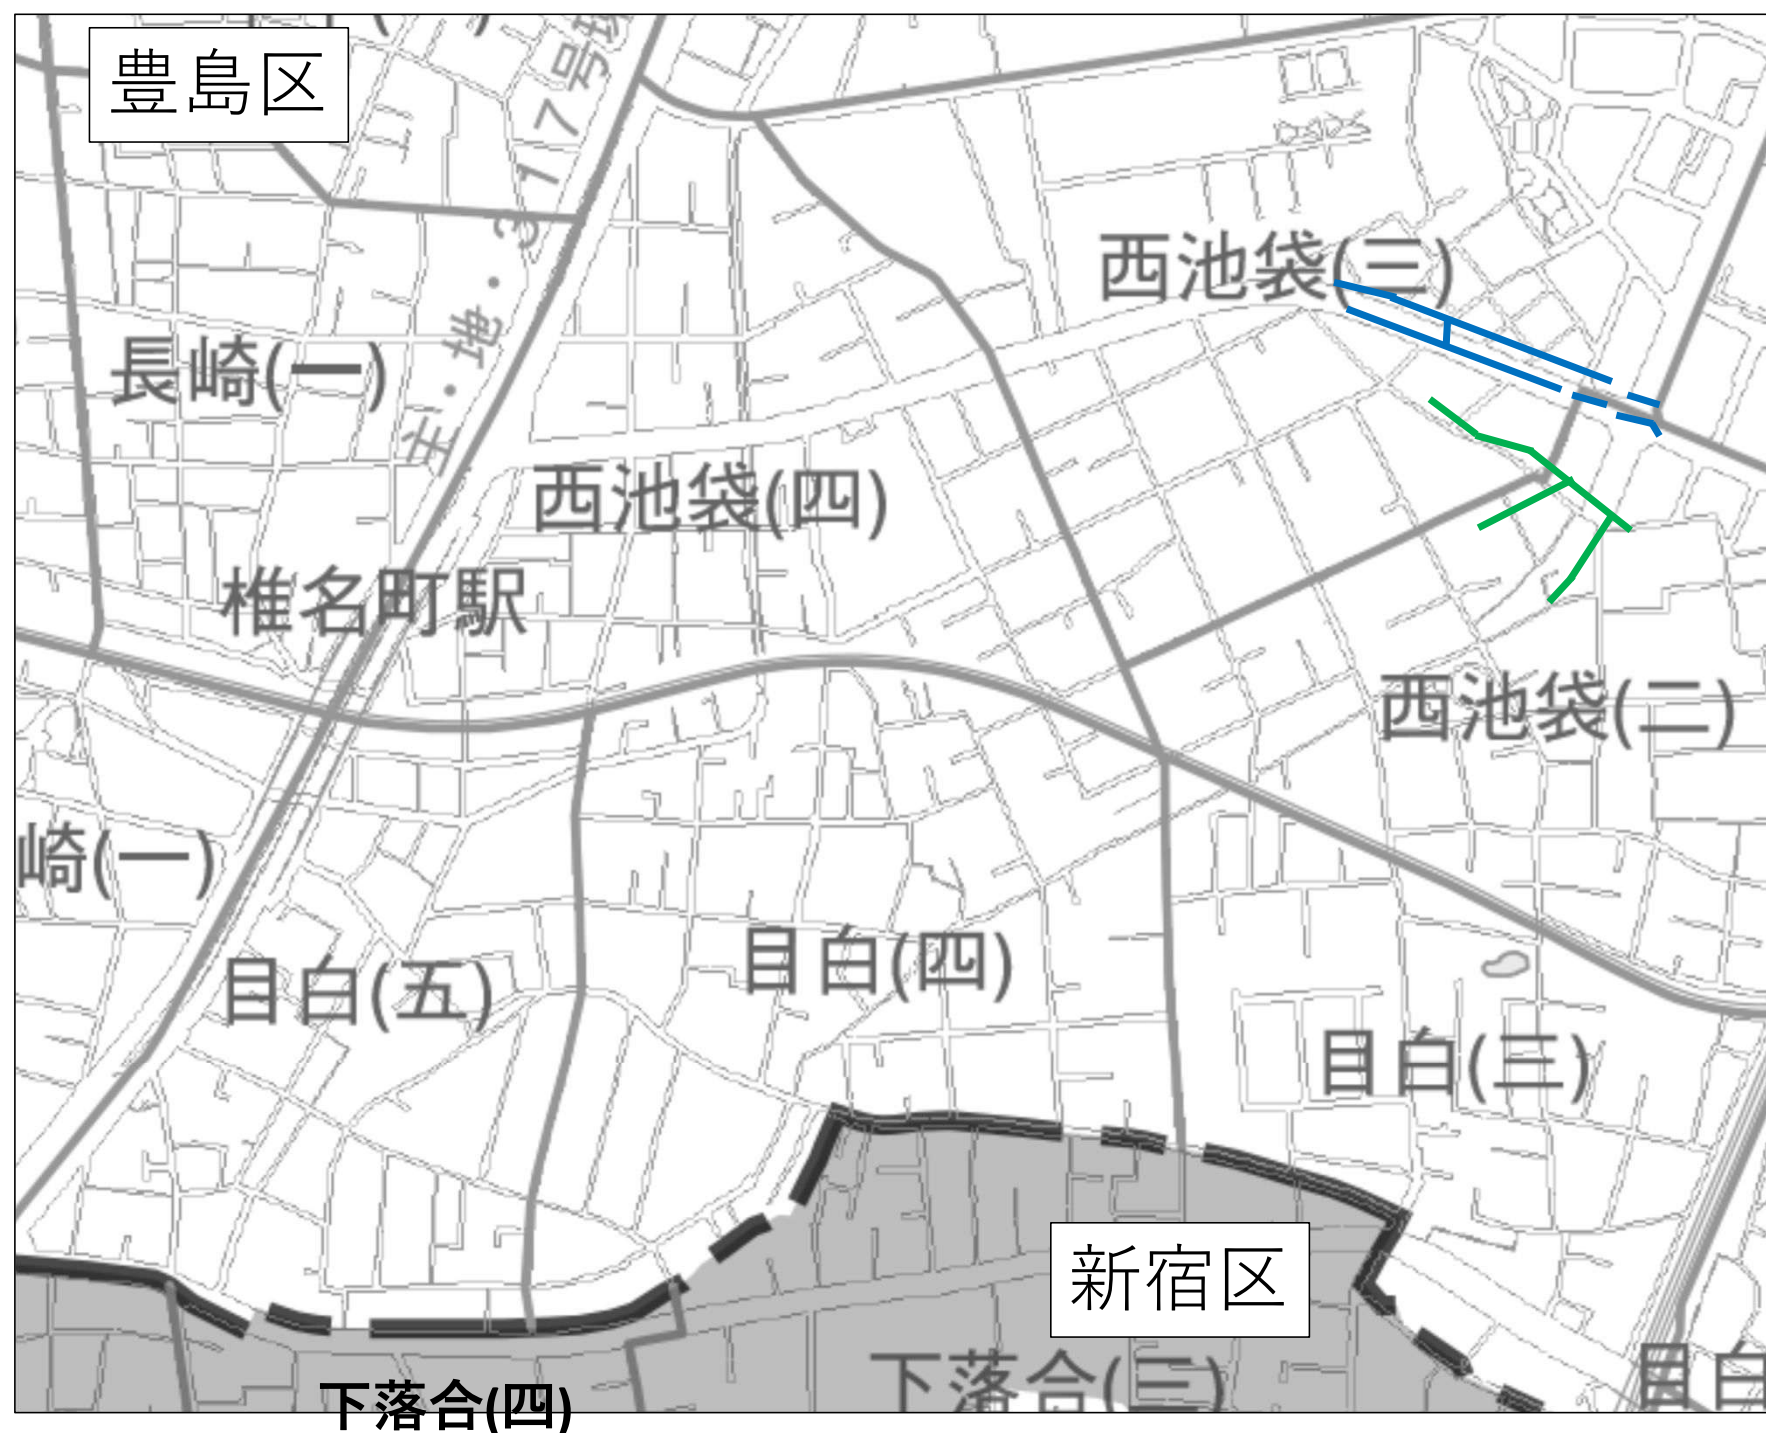 豊島区
主・地・317号環
西池袋(三)
長崎(一)
西池袋(四)
椎名町駅
西池袋(二)
崎(一)
目白(四)
目白(五)
目白(三)
新宿区
下落合(三)
目白
下落合(四)